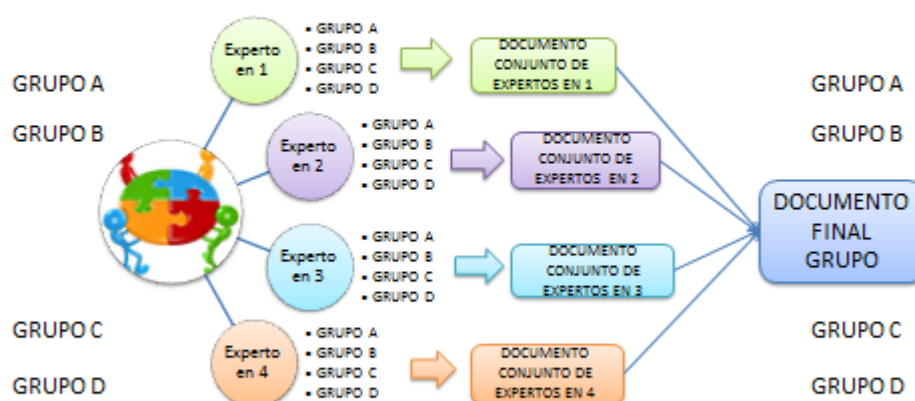 GRUPO A
GRUPO B
GRUPO C
GRUPO D
Experto
en 1
▪ GRUPO A
▪ GRUPO B
▪ GRUPO C
▪ GRUPO D
DOCUMENTO
CONJUNTO DE
EXPERTOS EN 1
Experto
en 2
▪ GRUPO A
▪ GRUPO B
▪ GRUPO C
▪ GRUPO D
DOCUMENTO
CONJUNTO DE
EXPERTOS EN 2
Experto
en 3
▪ GRUPO A
▪ GRUPO B
▪ GRUPO C
▪ GRUPO D
DOCUMENTO
CONJUNTO DE
EXPERTOS EN 3
Experto
en 4
▪ GRUPO A
▪ GRUPO B
▪ GRUPO C
▪ GRUPO D
DOCUMENTO
CONJUNTO DE
EXPERTOS EN 4
GRUPO A
GRUPO B
DOCUMENTO
FINAL
GRUPO
GRUPO C
GRUPO D